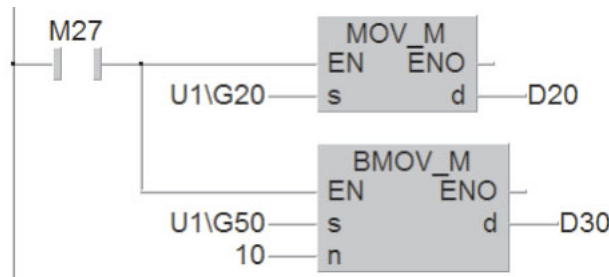 M27
MOV_M
EN ENO
U1\G20 s d D20
BMOV_M
EN ENO
U1\G50 s d D30
10 n